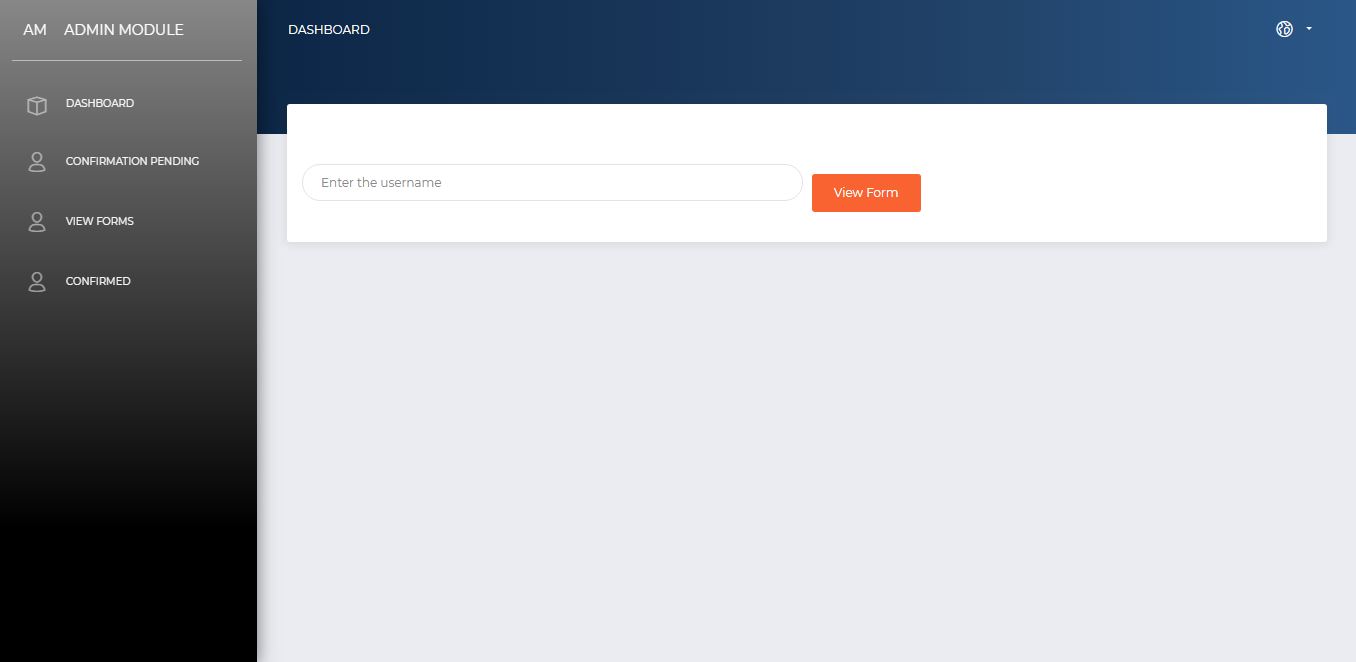 AM ADMIN MODULE
DASHBOARD
DASHBOARD
CONFIRMATION PENDING
VIEW FORMS
CONFIRMED
Enter the username
View Form